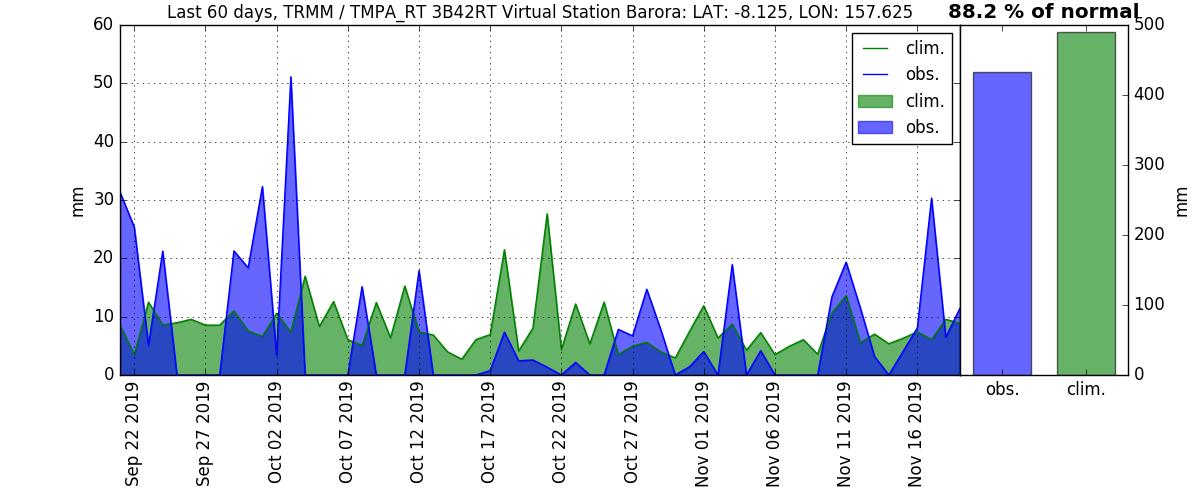 Last 60 days, TRMM / TMPA_RT 3B42RT Virtual Station Barora: LAT: -8.125, LON: 157.625
88.2 % of normal
60
50
40
30
20
10
0
mm
clim.
obs.
clim.
obs.
500
400
300
200
100
0
mm
obs.
clim.
Sep 22 2019
Sep 27 2019
Oct 02 2019
Oct 07 2019
Oct 12 2019
Oct 17 2019
Oct 22 2019
Oct 27 2019
Nov 01 2019
Nov 06 2019
Nov 11 2019
Nov 16 2019